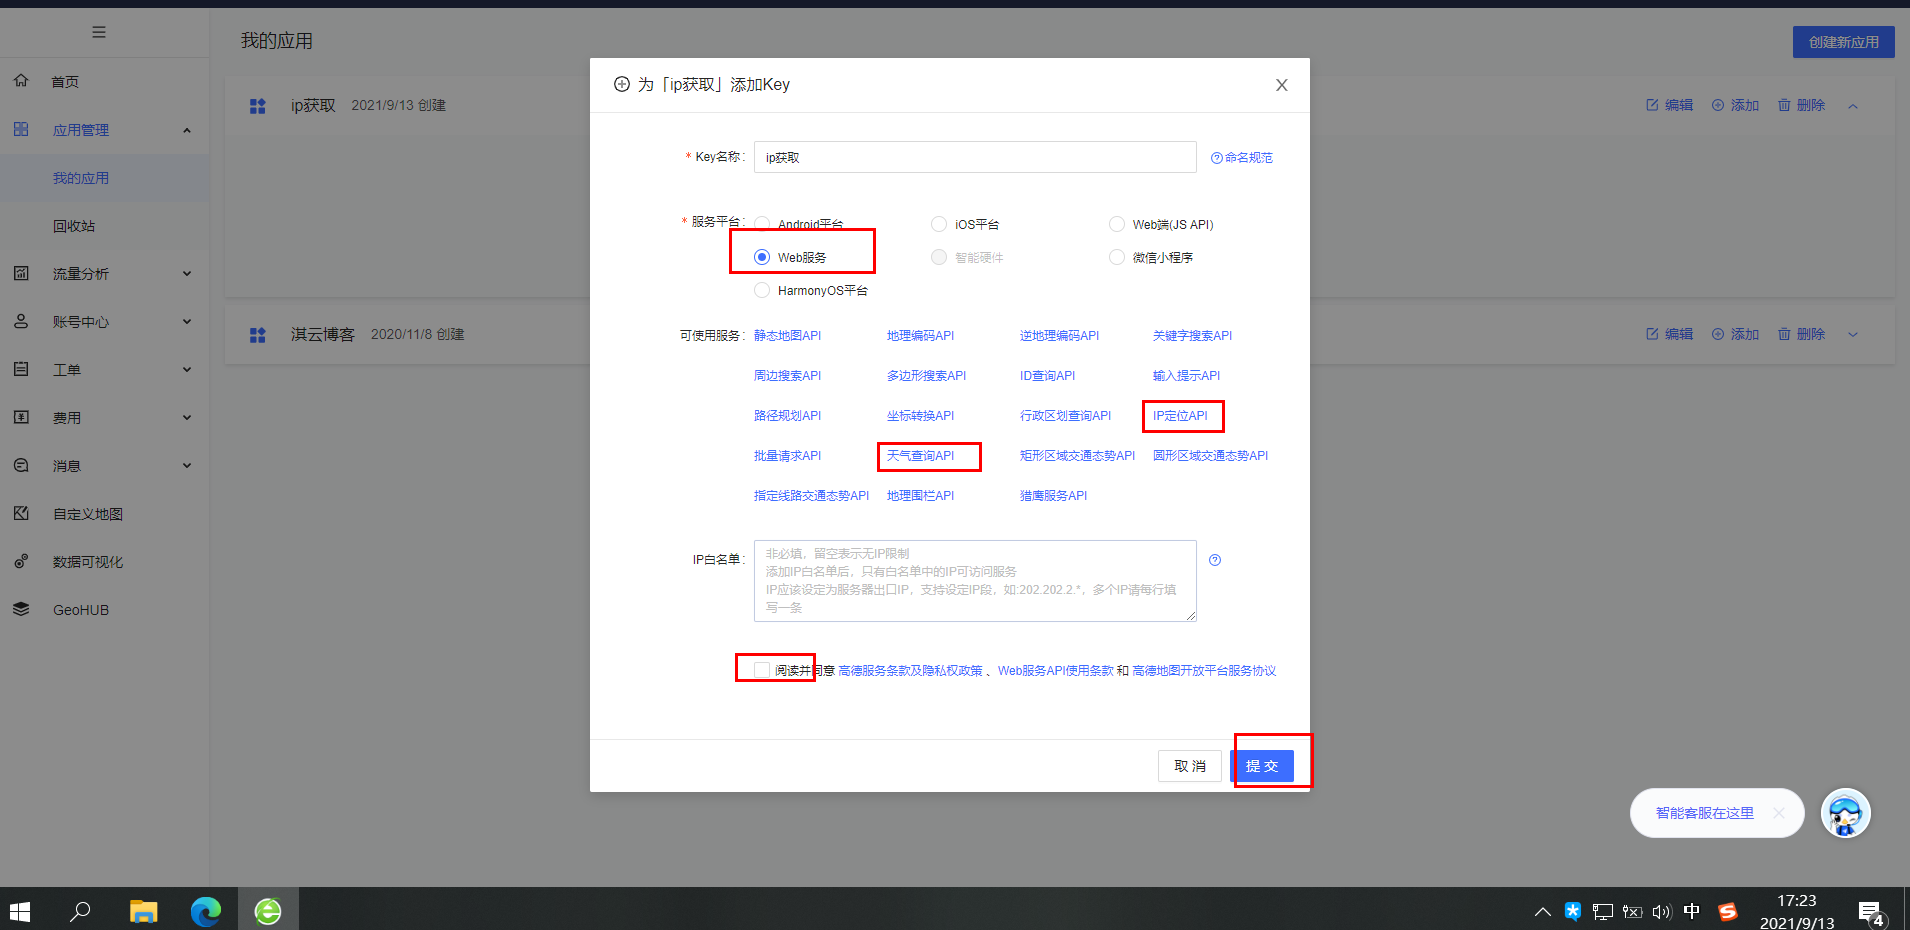 我的应用
创建新应用
首页
应用管理
我的应用
回收站
流量分析
账号中心
工单
费用
消息
自定义地图
数据可视化
GeoHUB
ip获取 2021/9/13 创建
编辑 添加 删除
淇云博客 2020/11/8 创建
编辑 添加 删除
为「ip获取」添加Key X
* Key名称: ip获取 命名规范
* 服务平台: Android平台 iOS平台 Web端(JS API)
Web服务 智能硬件 微信小程序
HarmonyOS平台
可使用服务: 静态地图API 地理编码API 逆地理编码API 关键字搜索API
周边搜索API 多边形搜索API ID查询API 输入提示API
路径规划API 坐标转换API 行政区划查询API IP定位API
批量请求API 天气查询API 矩形区域交通态势API 圆形区域交通态势API
指定线路交通态势API 地理围栏API 猎鹰服务API
IP白名单: 非必填，留空表示无IP限制
添加IP白名单后，只有白名单中的IP可访问服务
IP应该设定为服务器出口IP，支持设定IP段，如:202.202.2.*，多个IP请每行填
写一条
阅读并同意 高德服务条款及隐私权政策 、Web服务API使用条款 和 高德地图开放平台服务协议
取 消 提 交
智能客服在这里
中
17:23
2021/9/13
4